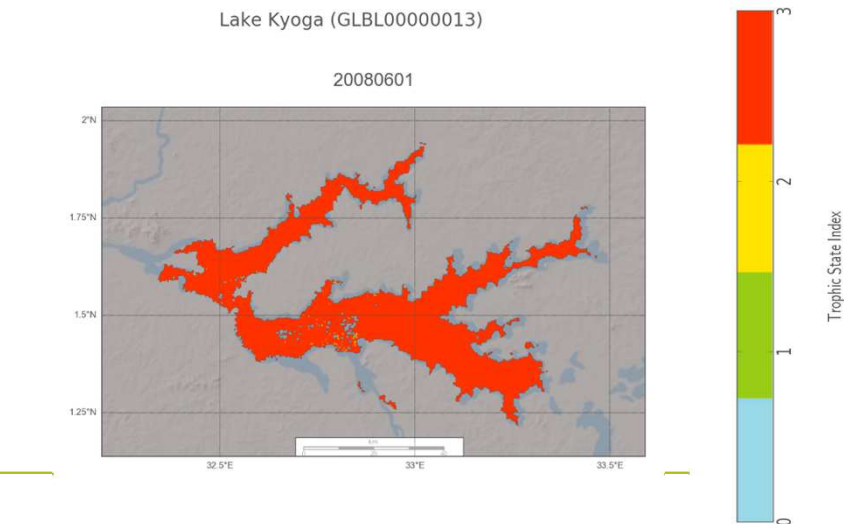 Lake Kyoga (GLBL00000013)
20080601
2°N
1.75°N
1.5°N
1.25°N
32.5°E
33°E
33.5°E
3
2
1
0
Trophic State Index